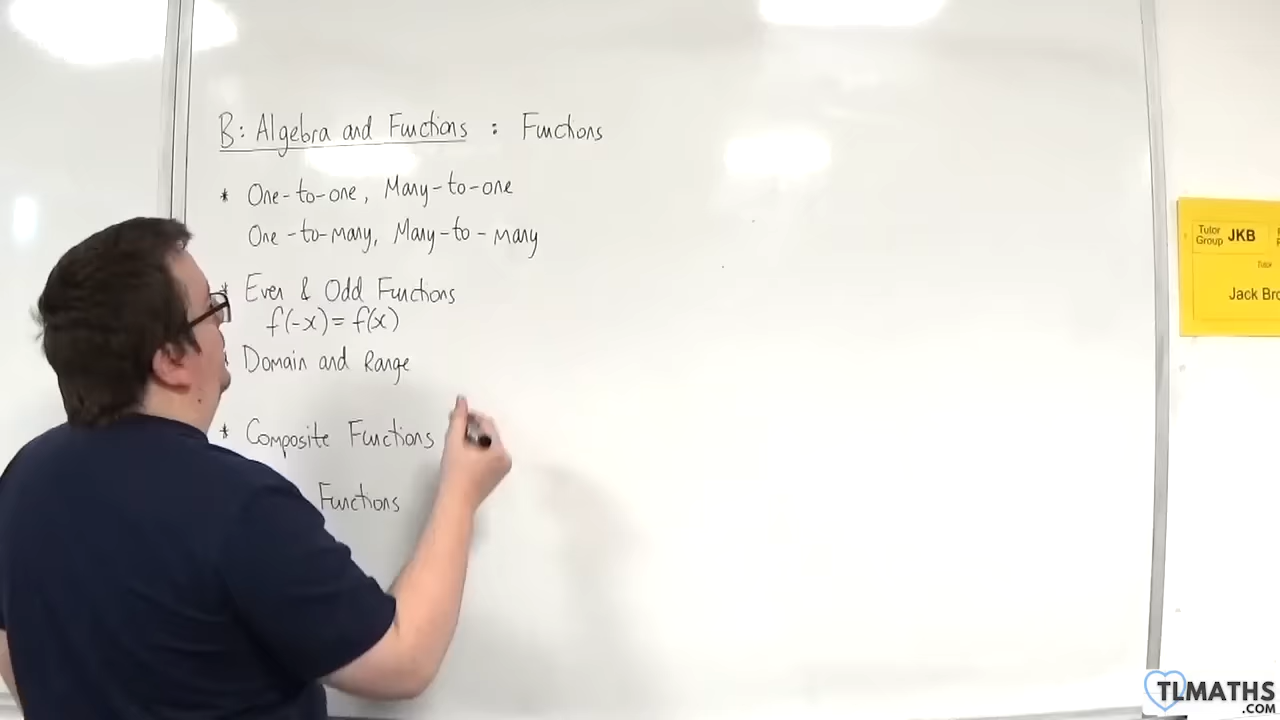 B: Algebra and Functions : Functions
* One-to-one, Many-to-one
One-to-many, Many-to-many
* Even & Odd Functions
f(-x) = f(x)
Domain and Range
* Composite Functions
Functions
Tutor Group JKB
Jack Bro
TLMATHS
.COM